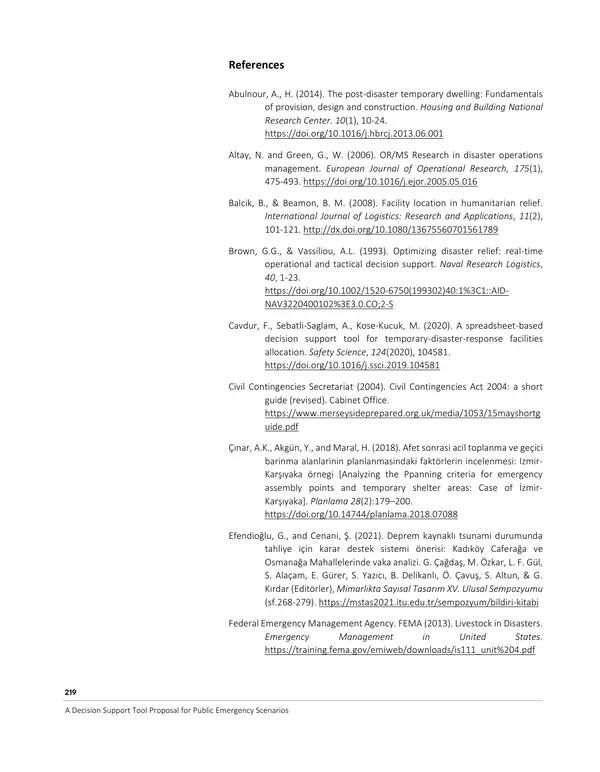 References
Abulnour, A., H. (2014). The post-disaster temporary dwelling: Fundamentals
of provision, design and construction. Housing and Building National
Research Center. 10(1), 10-24.
https://doi.org/10.1016/j.hbrcj.2013.06.001
Altay, N. and Green, G., W. (2006). OR/MS Research in disaster operations
management. European Journal of Operational Research, 175(1),
475-493. https://doi.org/10.1016/j.ejor.2005.05.016
Balcik, B., & Beamon, B. M. (2008). Facility location in humanitarian relief.
International Journal of Logistics: Research and Applications, 11(2),
101-121. http://dx.doi.org/10.1080/13675560701561789
Brown, G.G., & Vassiliou, A.L. (1993). Optimizing disaster relief: real-time
operational and tactical decision support. Naval Research Logistics,
40, 1-23.
https://doi.org/10.1002/1520-6750(199302)40:1%3C1::AID-
NAV3220400102%3E3.0.CO;2-S
Cavdur, F., Sebatli-Saglam, A., Kose-Kucuk, M. (2020). A spreadsheet-based
decision support tool for temporary-disaster-response facilities
allocation. Safety Science, 124(2020), 104581.
https://doi.org/10.1016/j.ssci.2019.104581
Civil Contingencies Secretariat (2004). Civil Contingencies Act 2004: a short
guide (revised). Cabinet Office.
https://www.merseysideprepared.org.uk/media/1053/15mayshortg
uide.pdf
Çınar, A.K., Akgün, Y., and Maral, H. (2018). Afet sonrasi acil toplanma ve geçici
barinma alanlarinin planlanmasindaki faktörlerin incelenmesi: Izmir-
Karşıyaka örnegi [Analyzing the Ppanning criteria for emergency
assembly points and temporary shelter areas: Case of İzmir-
Karşıyaka]. Planlama 28(2):179–200.
https://doi.org/10.14744/planlama.2018.07088
Efendioğlu, G., and Cenani, Ş. (2021). Deprem kaynaklı tsunami durumunda
tahliye için karar destek sistemi önerisi: Kadıköy Caferağa ve
Osmanağa Mahallelerinde vaka analizi. G. Çağdaş, M. Özkar, L. F. Gül,
S. Alaçam, E. Gürer, S. Yazıcı, B. Delikanlı, Ö. Çavuş, S. Altun, & G.
Kırdar (Editörler), Mimarlıkta Sayısal Tasarım XV. Ulusal Sempozyumu
(sf.268-279). https://mstas2021.itu.edu.tr/sempozyum/bildiri-kitabi
Federal Emergency Management Agency. FEMA (2013). Livestock in Disasters.
Emergency Management in United States.
https://training.fema.gov/emiweb/downloads/is111_unit%204.pdf
219
A Decision Support Tool Proposal for Public Emergency Scenarios